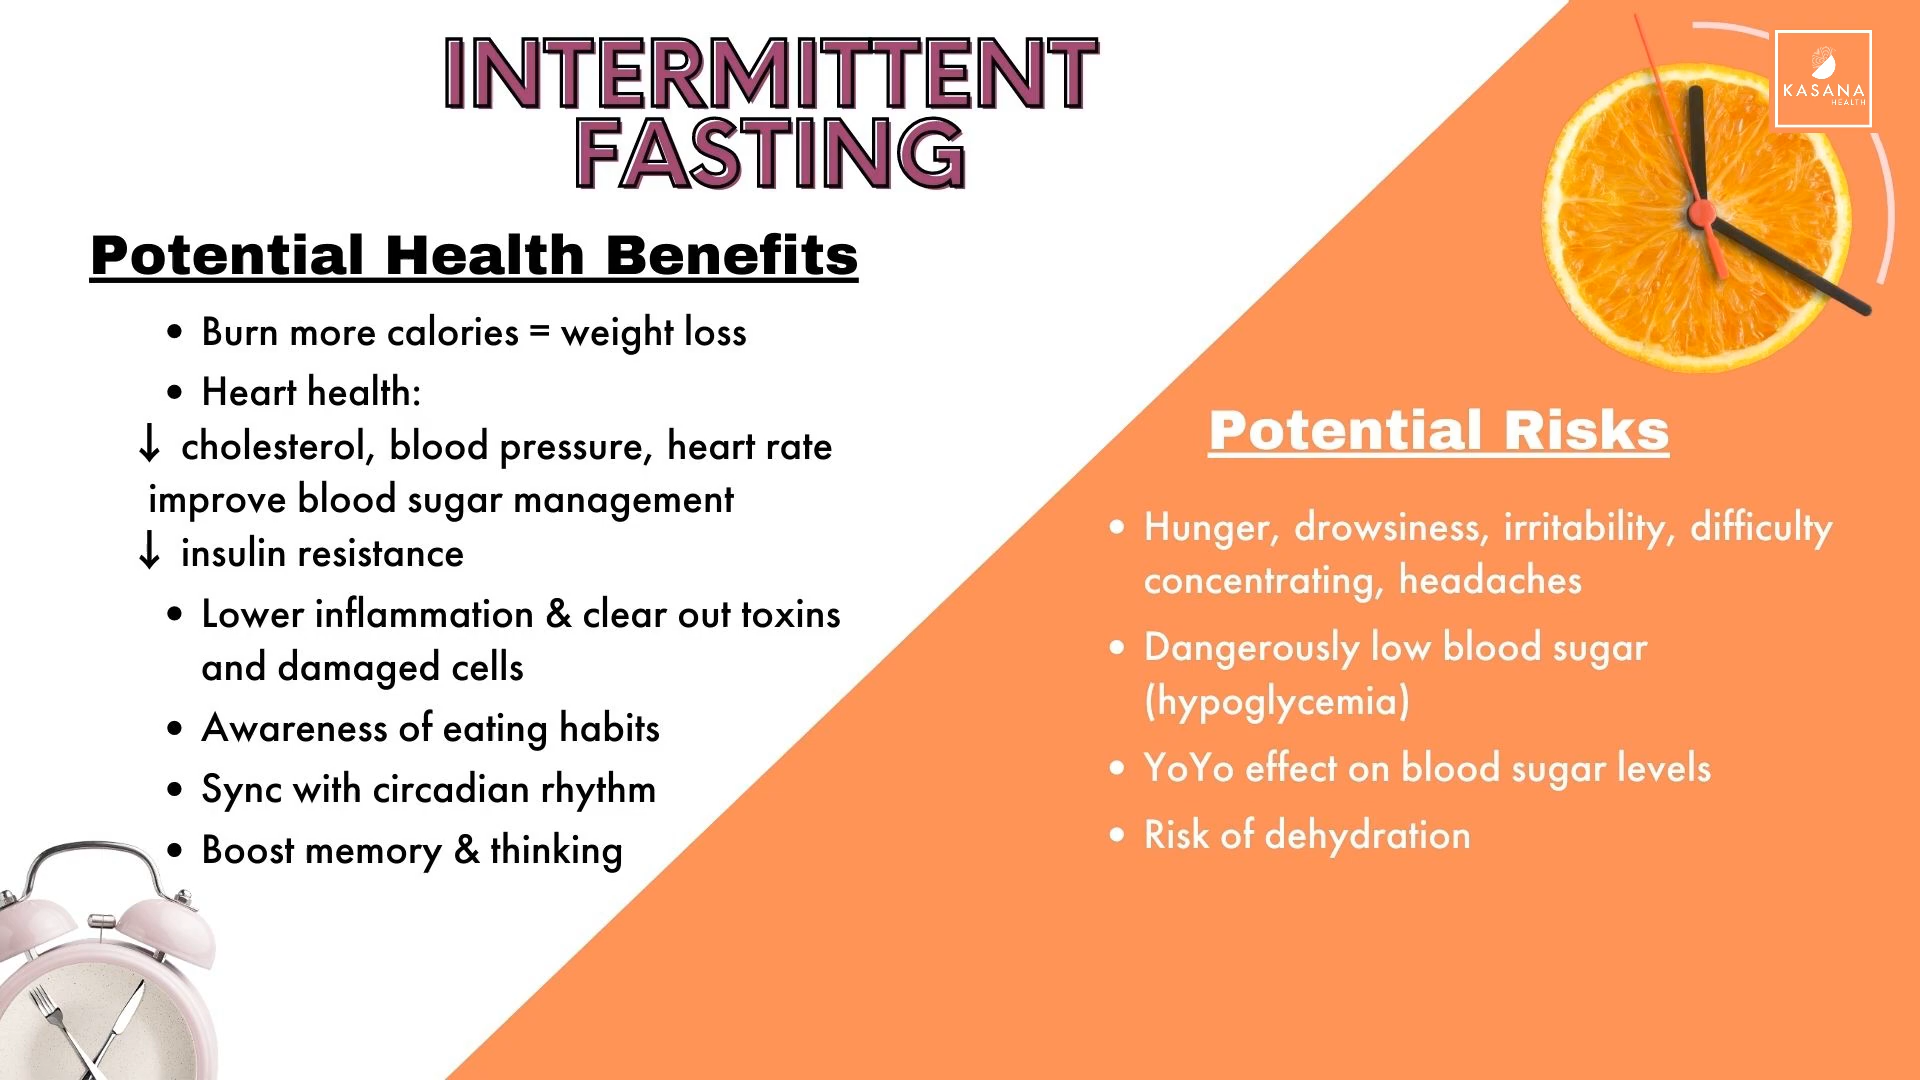 INTERMITTENT
FASTING
Potential Health Benefits
• Burn more calories = weight loss
• Heart health:
↓ cholesterol, blood pressure, heart rate
improve blood sugar management
↓ insulin resistance
• Lower inflammation & clear out toxins
and damaged cells
• Awareness of eating habits
• Sync with circadian rhythm
• Boost memory & thinking
KASANA
HEALTH
Potential Risks
• Hunger, drowsiness, irritability, difficulty
concentrating, headaches
• Dangerously low blood sugar
(hypoglycemia)
• YoYo effect on blood sugar levels
• Risk of dehydration